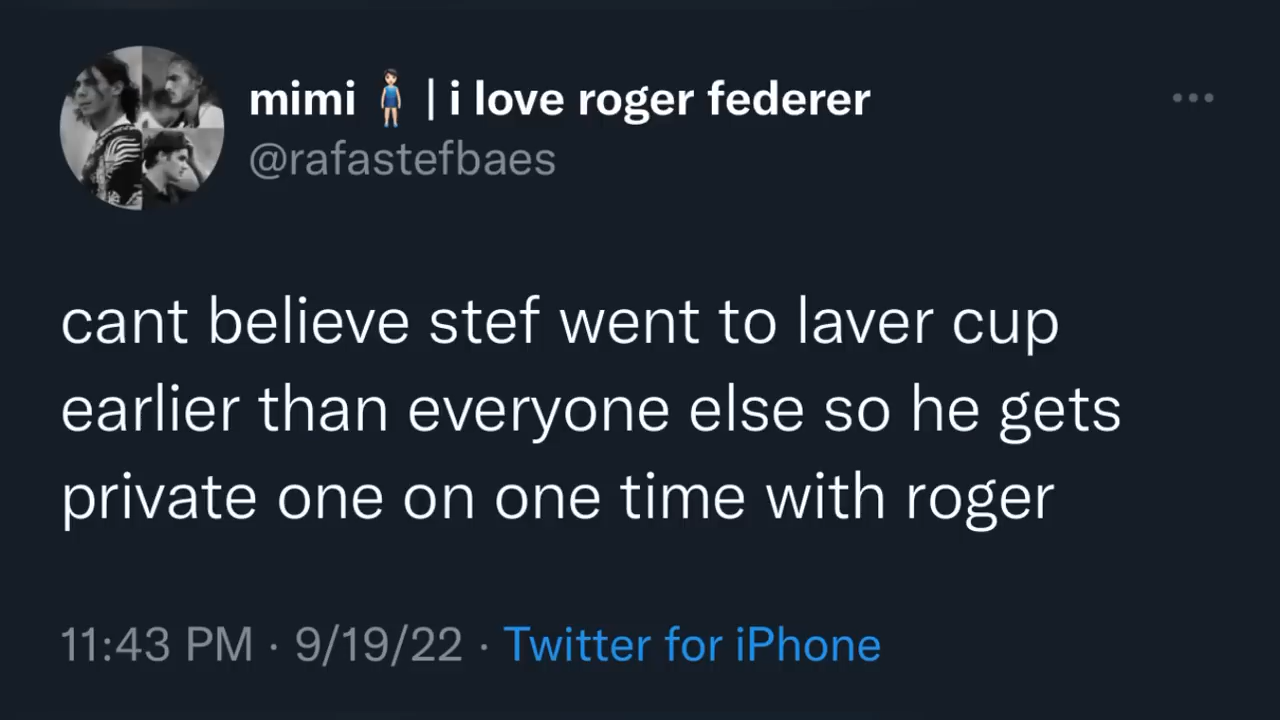 mimi 🧍🏻‍♂️ | i love roger federer
@rafastefbaes
cant believe stef went to laver cup
earlier than everyone else so he gets
private one on one time with roger
11:43 PM · 9/19/22 · Twitter for iPhone